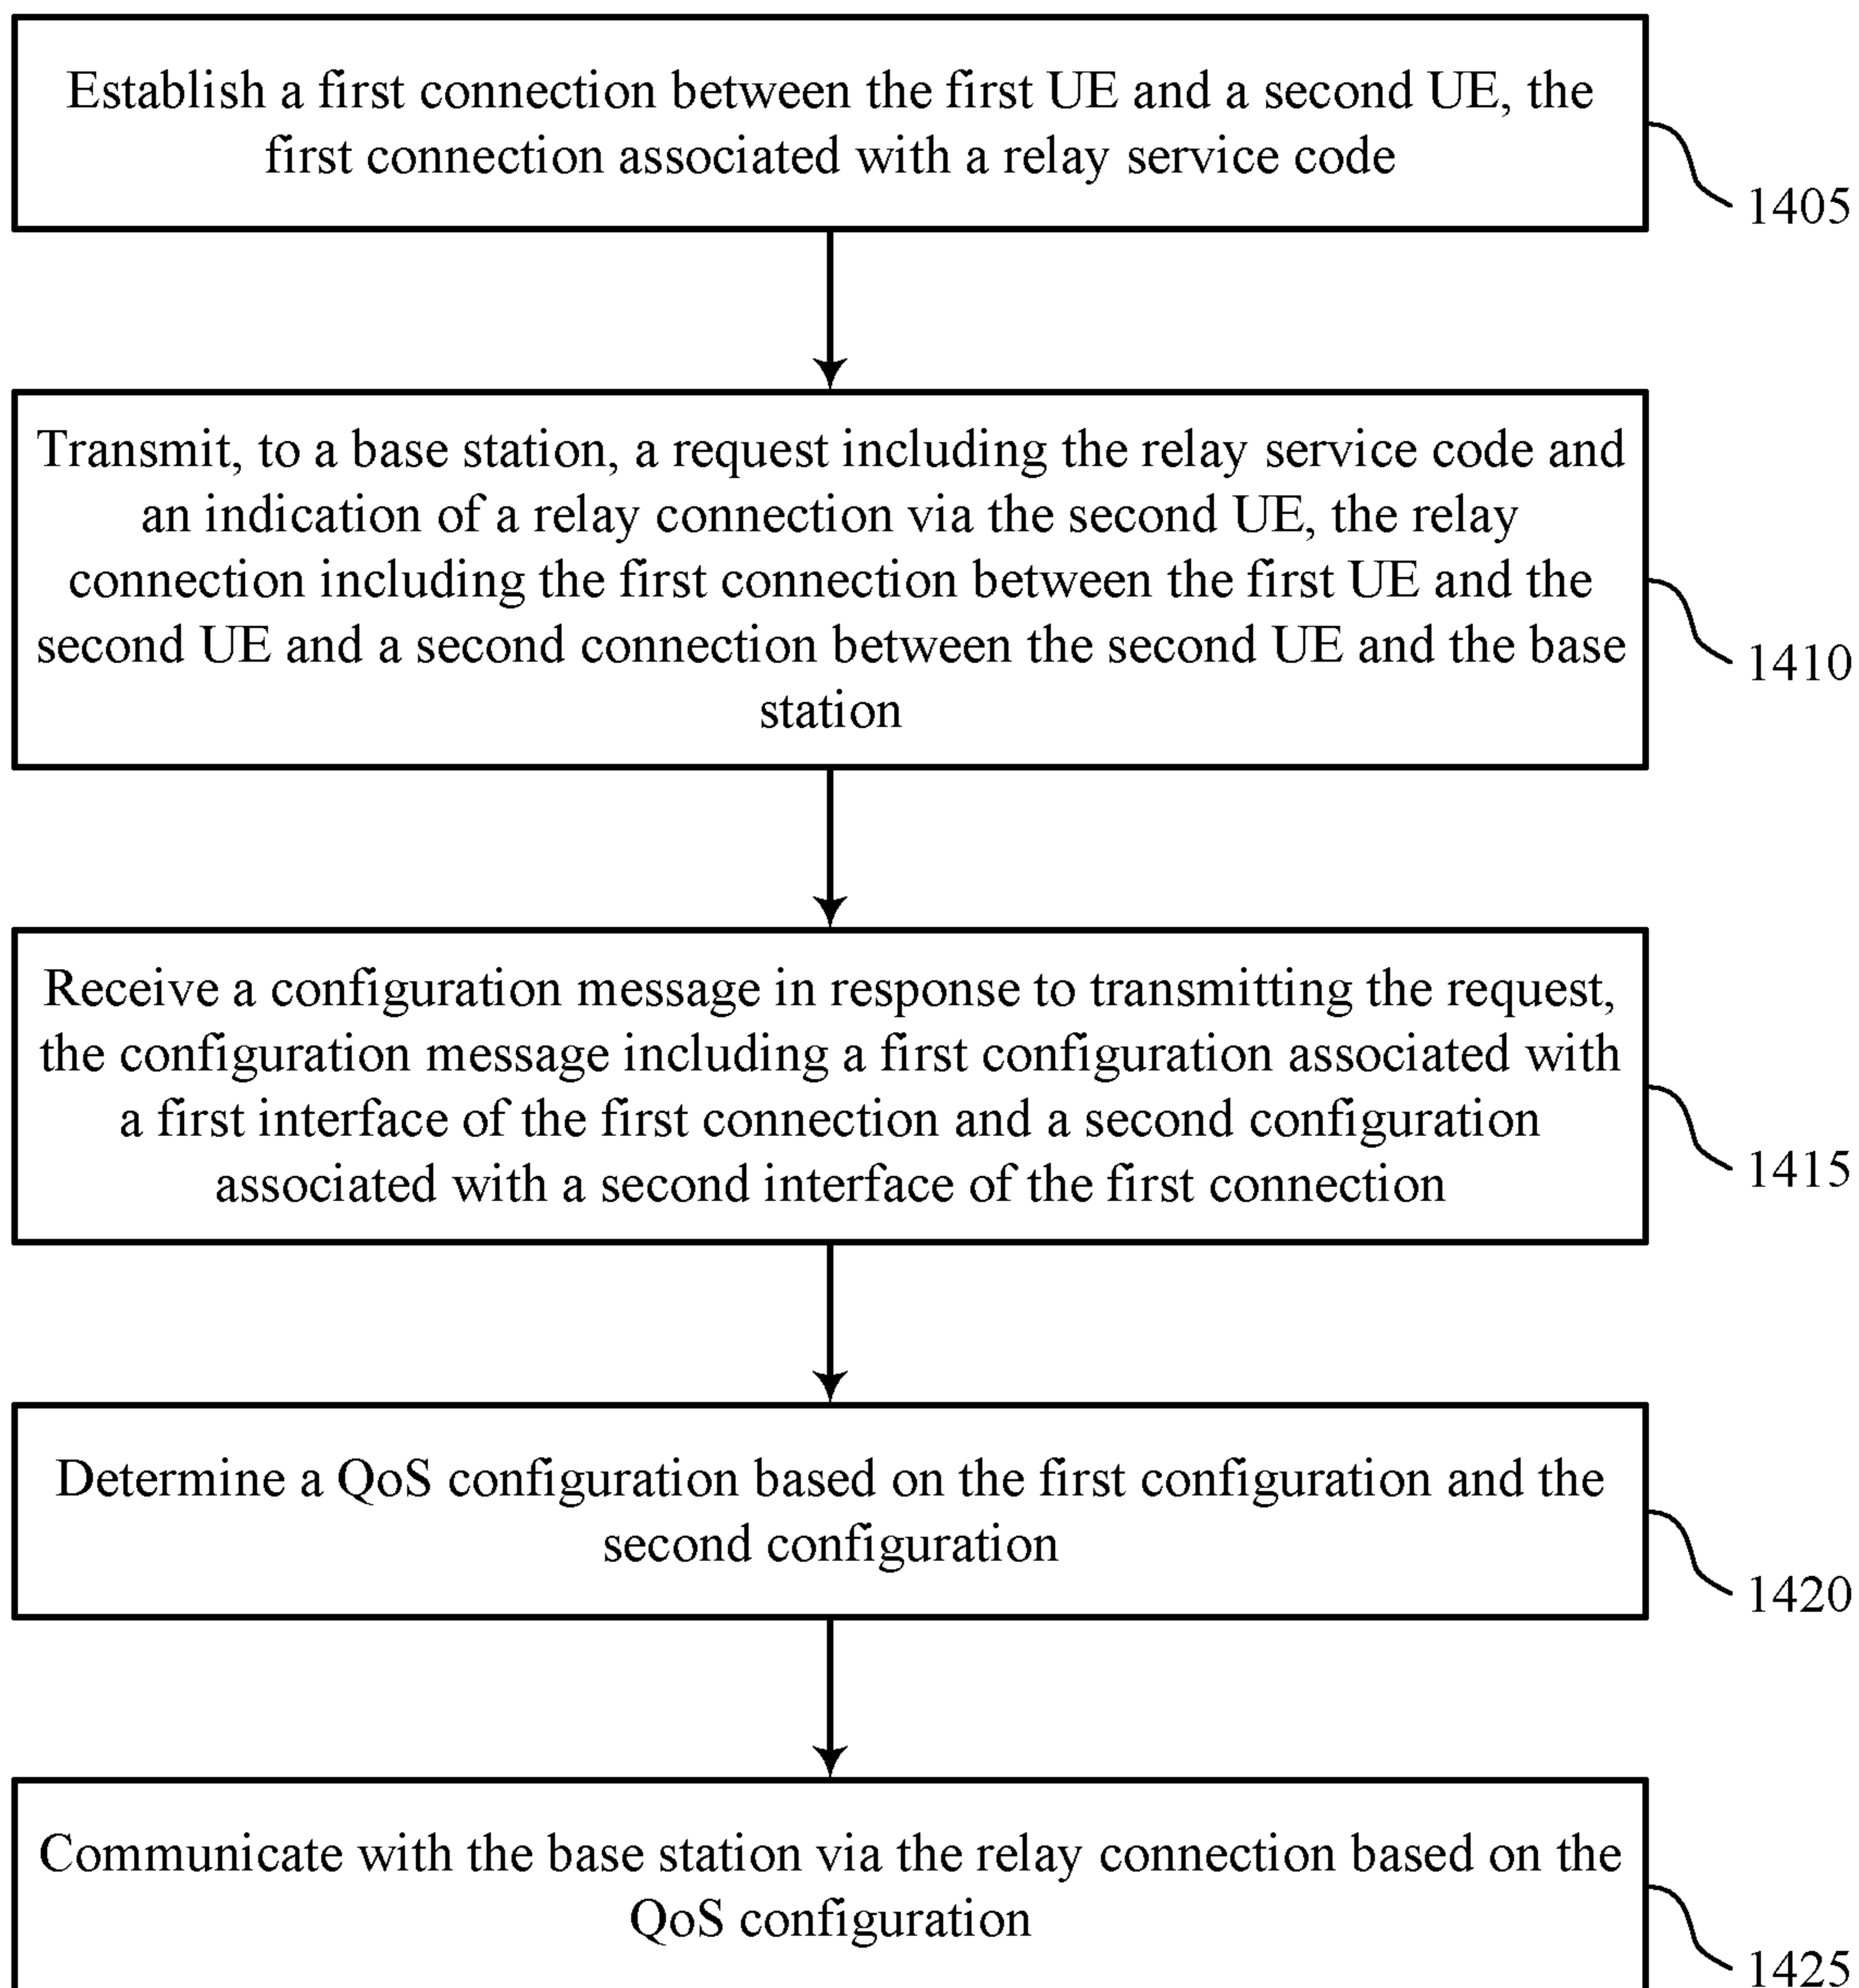 Establish a first connection between the first UE and a second UE, the
first connection associated with a relay service code
1405
Transmit, to a base station, a request including the relay service code and
an indication of a relay connection via the second UE, the relay
connection including the first connection between the first UE and the
second UE and a second connection between the second UE and the base
station
1410
Receive a configuration message in response to transmitting the request,
the configuration message including a first configuration associated with
a first interface of the first connection and a second configuration
associated with a second interface of the first connection
1415
Determine a QoS configuration based on the first configuration and the
second configuration
1420
Communicate with the base station via the relay connection based on the
QoS configuration
1425